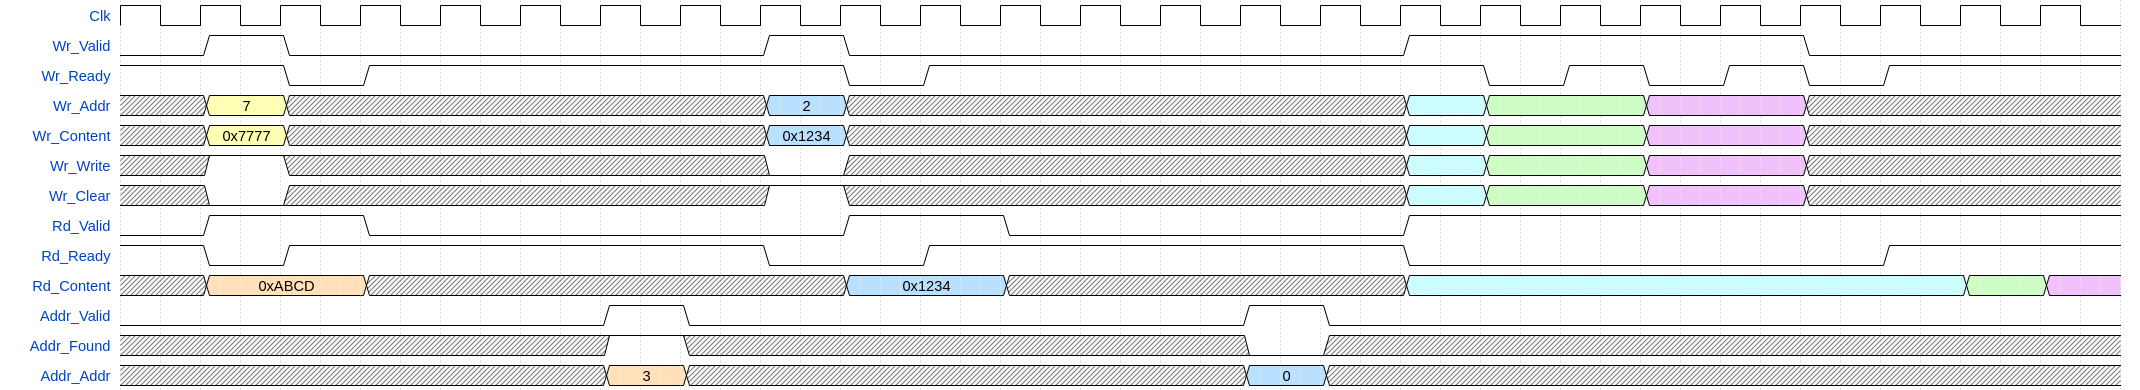 Clk
Wr_Valid
Wr_Ready
Wr_Addr 7 2
Wr_Content 0x7777 0x1234
Wr_Write
Wr_Clear
Rd_Valid
Rd_Ready
Rd_Content 0xABCD 0x1234
Addr_Valid
Addr_Found
Addr_Addr 3 0